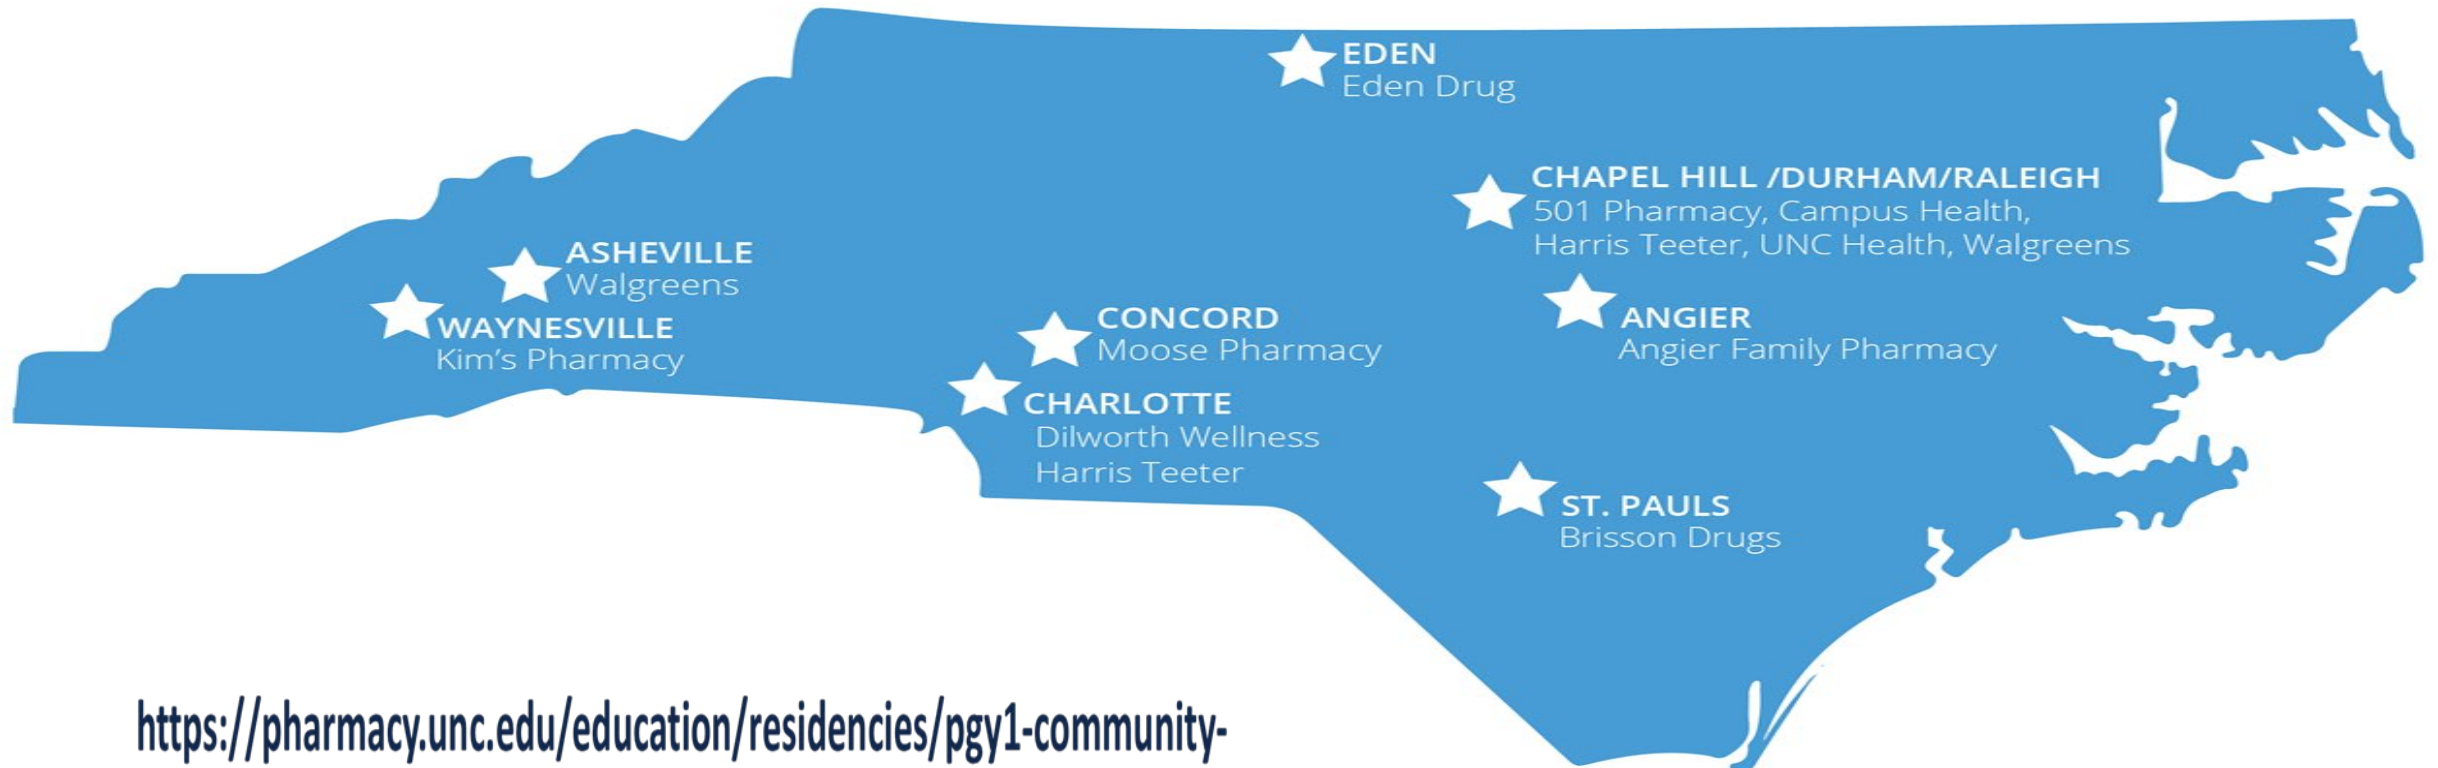 EDEN
Eden Drug
CHAPEL HILL /DURHAM/RALEIGH
501 Pharmacy, Campus Health,
Harris Teeter, UNC Health, Walgreens
ASHEVILLE
Walgreens
WAYNESVILLE
Kim's Pharmacy
CONCORD
Moose Pharmacy
ANGIER
Angier Family Pharmacy
CHARLOTTE
Dilworth Wellness
Harris Teeter
ST. PAULS
Brisson Drugs
https://pharmacy.unc.edu/education/residencies/pgy1-community-